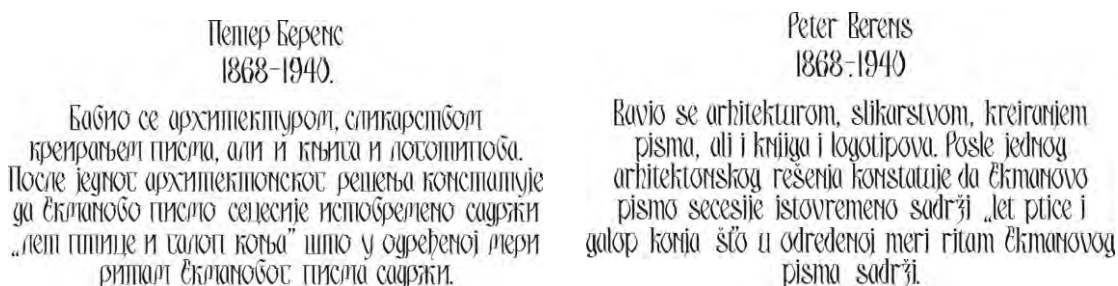 Петер Беренс
1868-1940.
Бавио се архитектуром, сликарством
креирањем писма, али и књига и логотипова.
После једног архитектонског решења констатује
да Екманово писмо сецесије истовремено садржи
„лет птице и галоп коња” што у одређеној мери
ритам Екмановог писма садржи.
Peter Berens
1868-1940
Bavio se arhitekturom, slikarstvom, kreiranjem
pisma, ali i knjiga i logotipova. Posle jednog
arhitektonskog rešenja konstatuje da Ekmanovo
pismo secesije istovremeno sadrži „let ptice i
galop konja što u odredenoj meri ritam Ekmanovog
pisma sadrži.